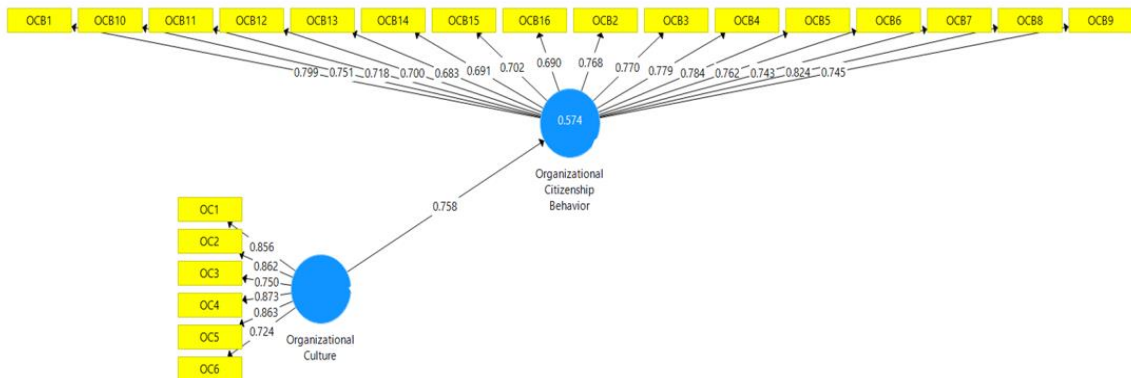 OCB1 OCB10 OCB11 OCB12 OCB13 OCB14 OCB15 OCB16 OCB2 OCB3 OCB4 OCB5 OCB6 OCB7 OCB8 OCB9
0.799 0.751 0.718 0.700 0.683 0.691 0.702 0.690 0.768 0.770 0.779 0.784 0.762 0.743 0.824 0.745
0.574
Organizational
Citizenship
Behavior
0.758
OC1
OC2
OC3
OC4
OC5
OC6
0.856
0.862
0.750
0.873
0.863
0.724
Organizational
Culture